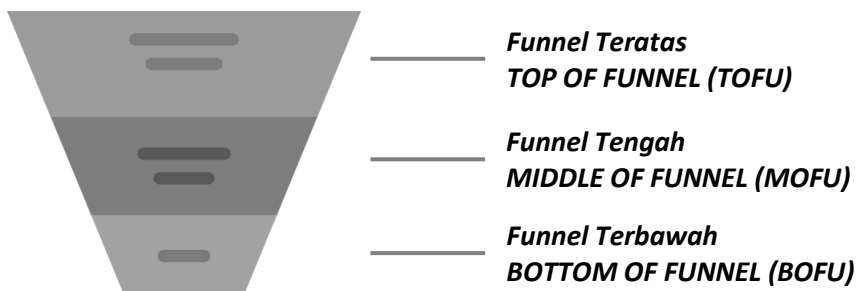 Funnel Teratas
TOP OF FUNNEL (TOFU)
Funnel Tengah
MIDDLE OF FUNNEL (MOFU)
Funnel Terbawah
BOTTOM OF FUNNEL (BOFU)